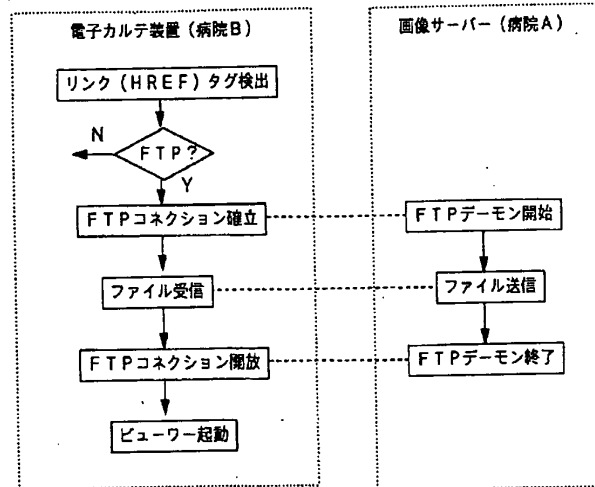 電子カルテ装置（病院B）
画像サーバー（病院A）
リンク（HREF）タグ検出
N
FTP？
Y
FTPコネクション確立
FTPデーモン開始
ファイル受信
ファイル送信
FTPコネクション開放
FTPデーモン終了
ビューワー起動